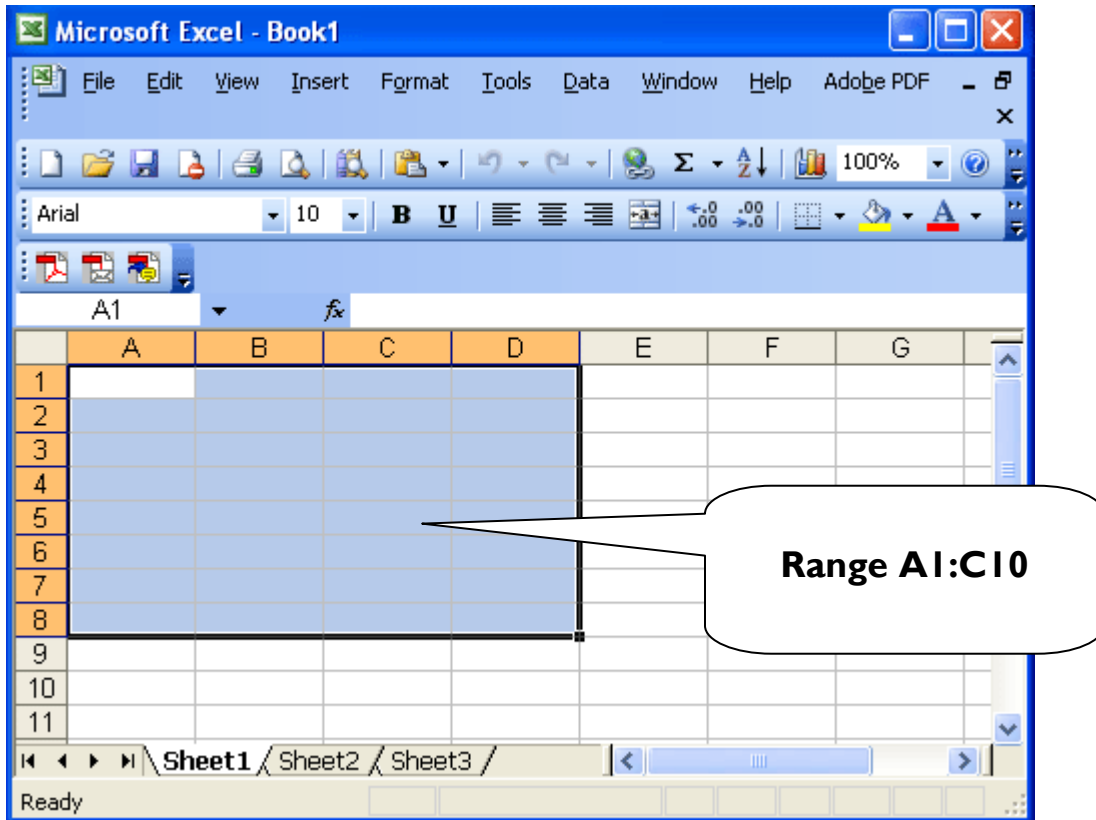 Microsoft Excel - Book1
File Edit View Insert Format Tools Data Window Help Adobe PDF
100%
Arial 10 B U
A1 fx
A B C D E F G
1
2
3
4
5
6
7
8
9
10
11
Range A1:C10
Sheet1 Sheet2 Sheet3
Ready